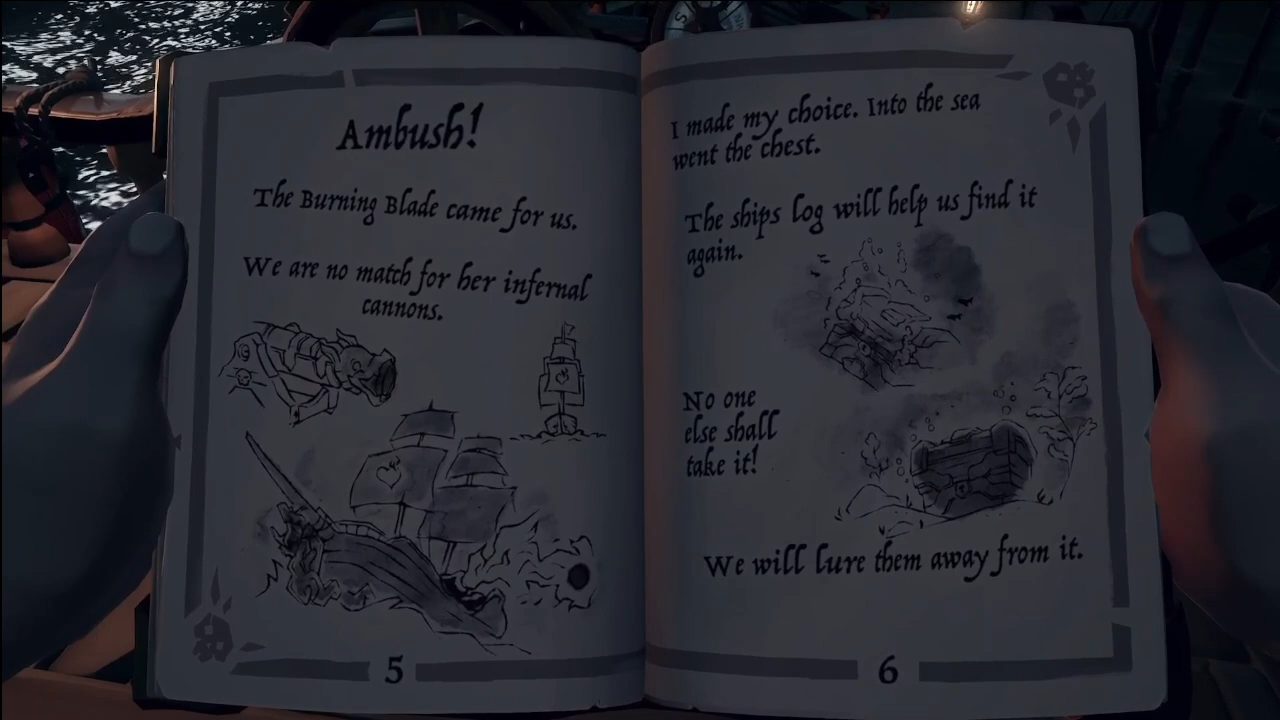 Ambush!
The Burning Blade came for us.
We are no match for her infernal
cannons.
5
I made my choice. Into the sea
went the chest.
The ships log will help us find it
again.
No one
else shall
take it!
We will lure them away from it.
6